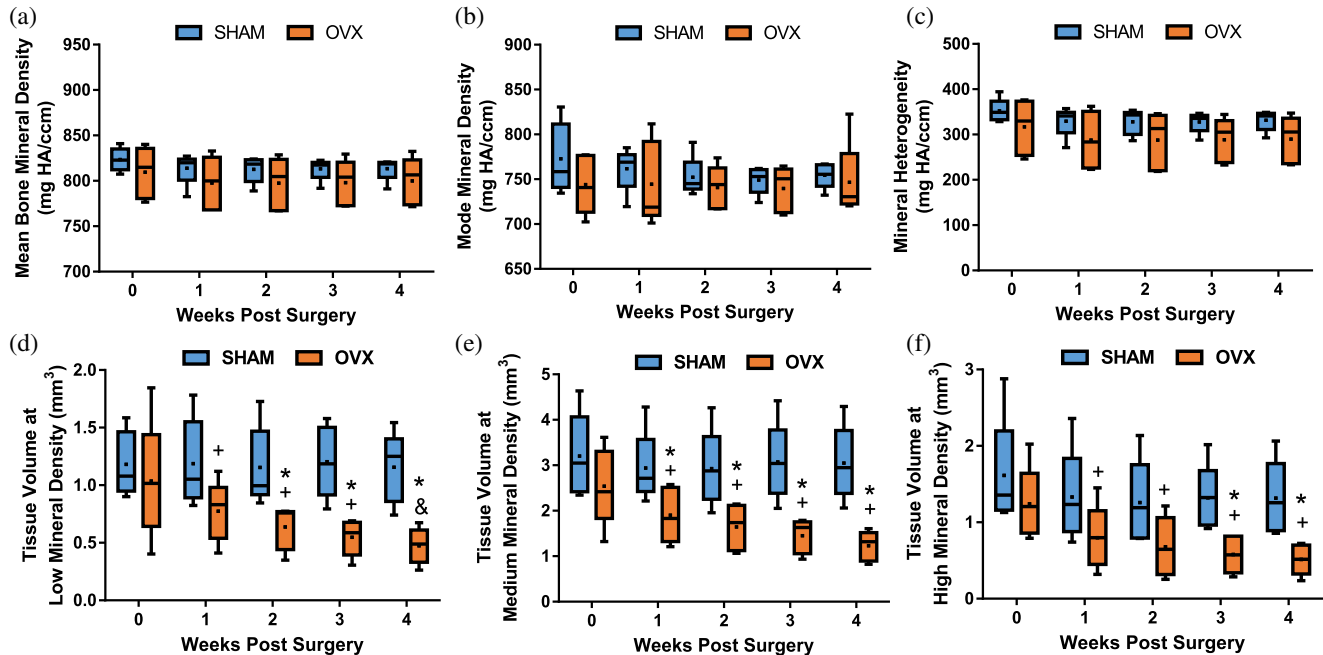 (a)
SHAM OVX
Mean Bone Mineral Density
(mg HA/ccm)
950
900
850
800
750
700
0 1 2 3 4
Weeks Post Surgery
(b)
SHAM OVX
Mode Mineral Density
(mg HA/ccm)
900
850
800
750
700
650
0 1 2 3 4
Weeks Post Surgery
(c)
SHAM OVX
Mineral Heterogeneity
(mg HA/ccm)
500
400
300
200
100
0
0 1 2 3 4
Weeks Post Surgery
(d)
SHAM OVX
Tissue Volume at
Low Mineral Density (mm³)
2.0
1.5
1.0
0.5
0.0
+
*
+
*
+
*
&
0 1 2 3 4
Weeks Post Surgery
(e)
SHAM OVX
Tissue Volume at
Medium Mineral Density (mm³)
5
4
3
2
1
0
*
+
*
+
*
+
*
+
0 1 2 3 4
Weeks Post Surgery
(f)
SHAM OVX
Tissue Volume at
High Mineral Density (mm³)
3
2
1
0
+
+
*
+
*
+
0 1 2 3 4
Weeks Post Surgery